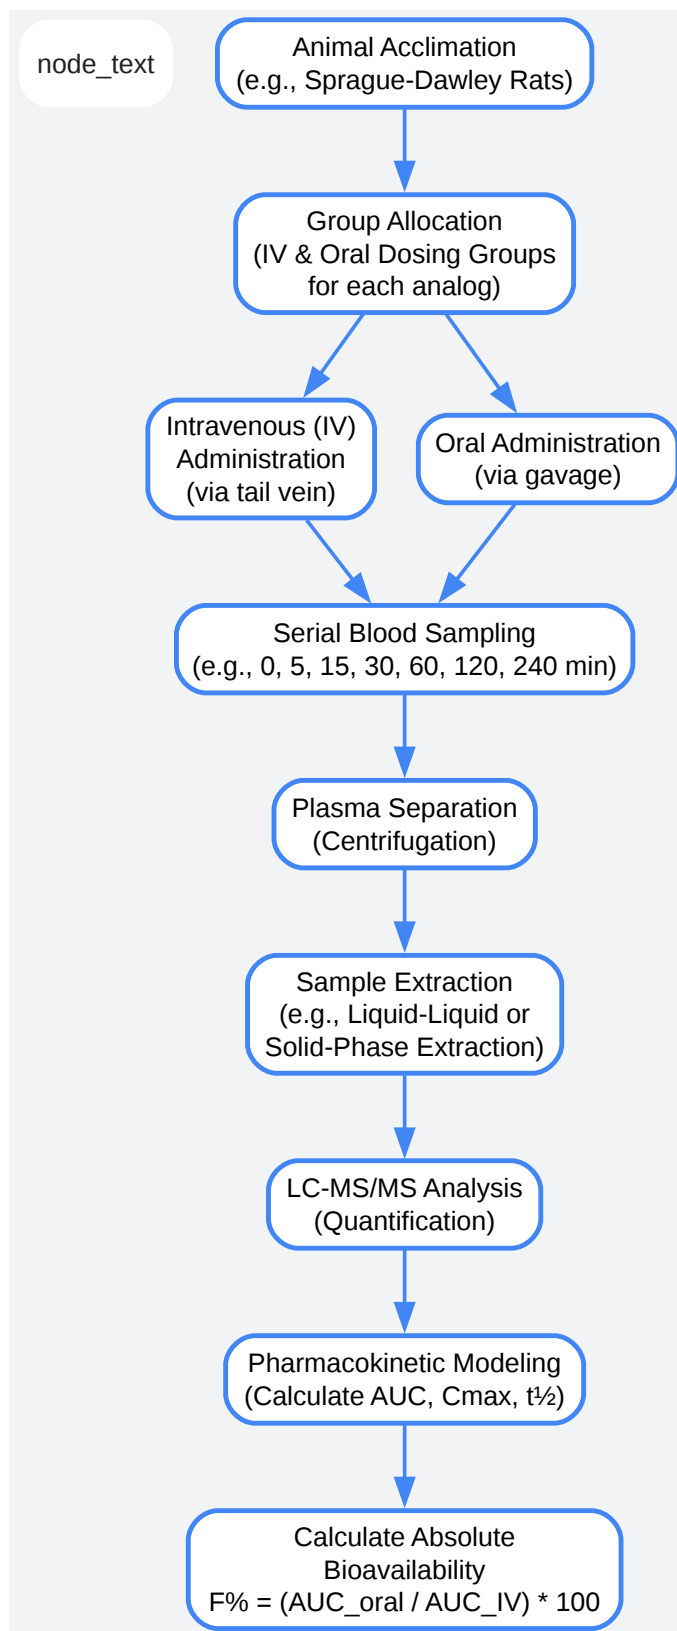 node_text
Animal Acclimation
(e.g., Sprague-Dawley Rats)
Group Allocation
(IV & Oral Dosing Groups
for each analog)
Intravenous (IV)
Administration
(via tail vein)
Oral Administration
(via gavage)
Serial Blood Sampling
(e.g., 0, 5, 15, 30, 60, 120, 240 min)
Plasma Separation
(Centrifugation)
Sample Extraction
(e.g., Liquid-Liquid or
Solid-Phase Extraction)
LC-MS/MS Analysis
(Quantification)
Pharmacokinetic Modeling
(Calculate AUC, Cmax, t½)
Calculate Absolute
Bioavailability
F% = (AUC_oral / AUC_IV) * 100